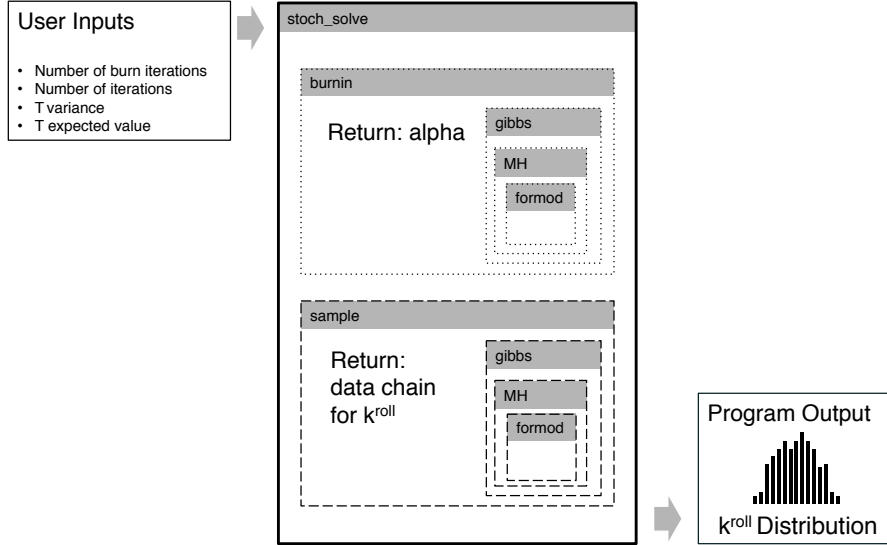 User Inputs
• Number of burn iterations
• Number of iterations
• T variance
• T expected value
stoch_solve
burnin
Return: alpha
gibbs
MH
formod
sample
Return:
data chain
for k^roll
gibbs
MH
formod
Program Output
k^roll Distribution